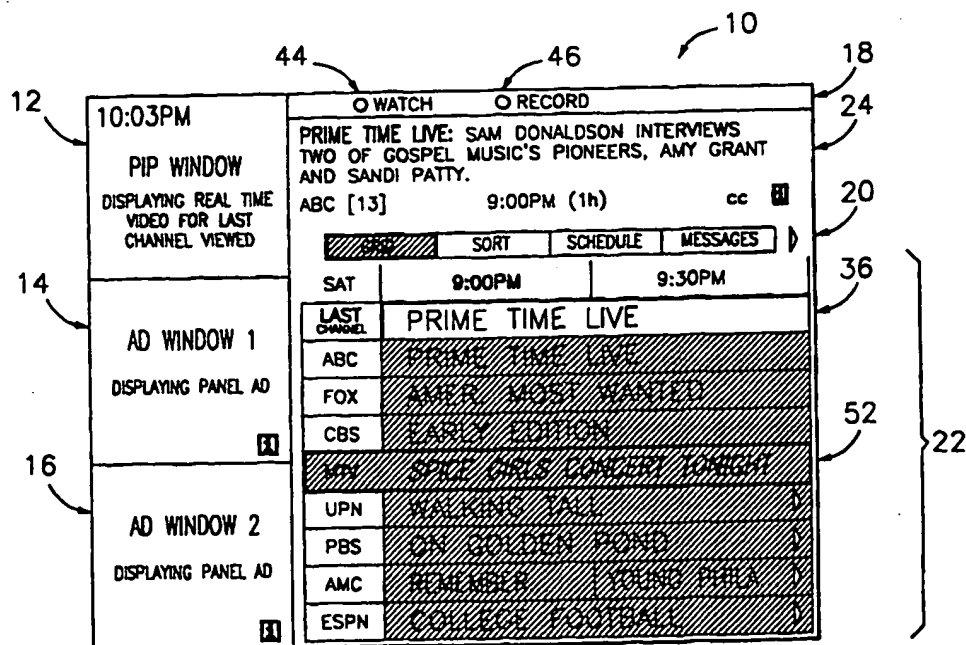 10
44
46
18
12
10:03PM
WATCH
RECORD
24
PRIME TIME LIVE: SAM DONALDSON INTERVIEWS
TWO OF GOSPEL MUSIC'S PIONEERS, AMY GRANT
AND SANDI PATTY.
PIP WINDOW
DISPLAYING REAL TIME
VIDEO FOR LAST
CHANNEL VIEWED
ABC [13]
9:00PM (1h)
cc
20
GRID
SORT
SCHEDULE
MESSAGES
SAT
9:00PM
9:30PM
14
36
LAST
CHANNEL
PRIME TIME LIVE
AD WINDOW 1
DISPLAYING PANEL AD
ABC
PRIME TIME LIVE
FOX
AMER. MOST WANTED
CBS
EARLY EDITION
52
22
MTV
SPICE GIRLS CONCERT TONIGHT
16
UPN
WALKING TALL
AD WINDOW 2
DISPLAYING PANEL AD
PBS
ON GOLDEN POND
AMC
REMEMBER
YOUNG PHILA
ESPN
COLLEGE FOOTBALL